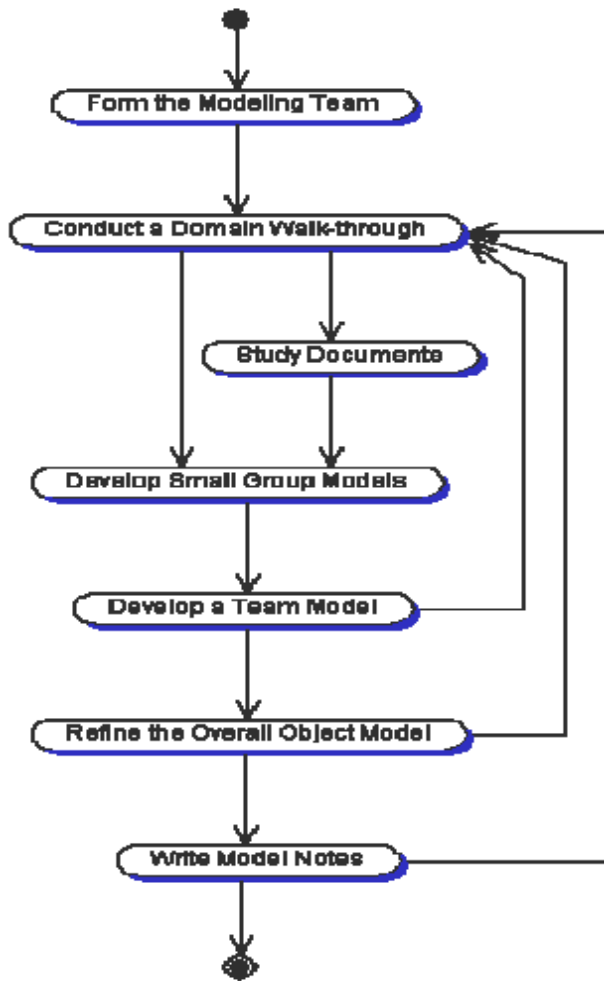 Form the Modeling Team
Conduct a Domain Walk-through
Study Documents
Develop Small Group Models
Develop a Team Model
Refine the Overall Object Model
Write Model Notes